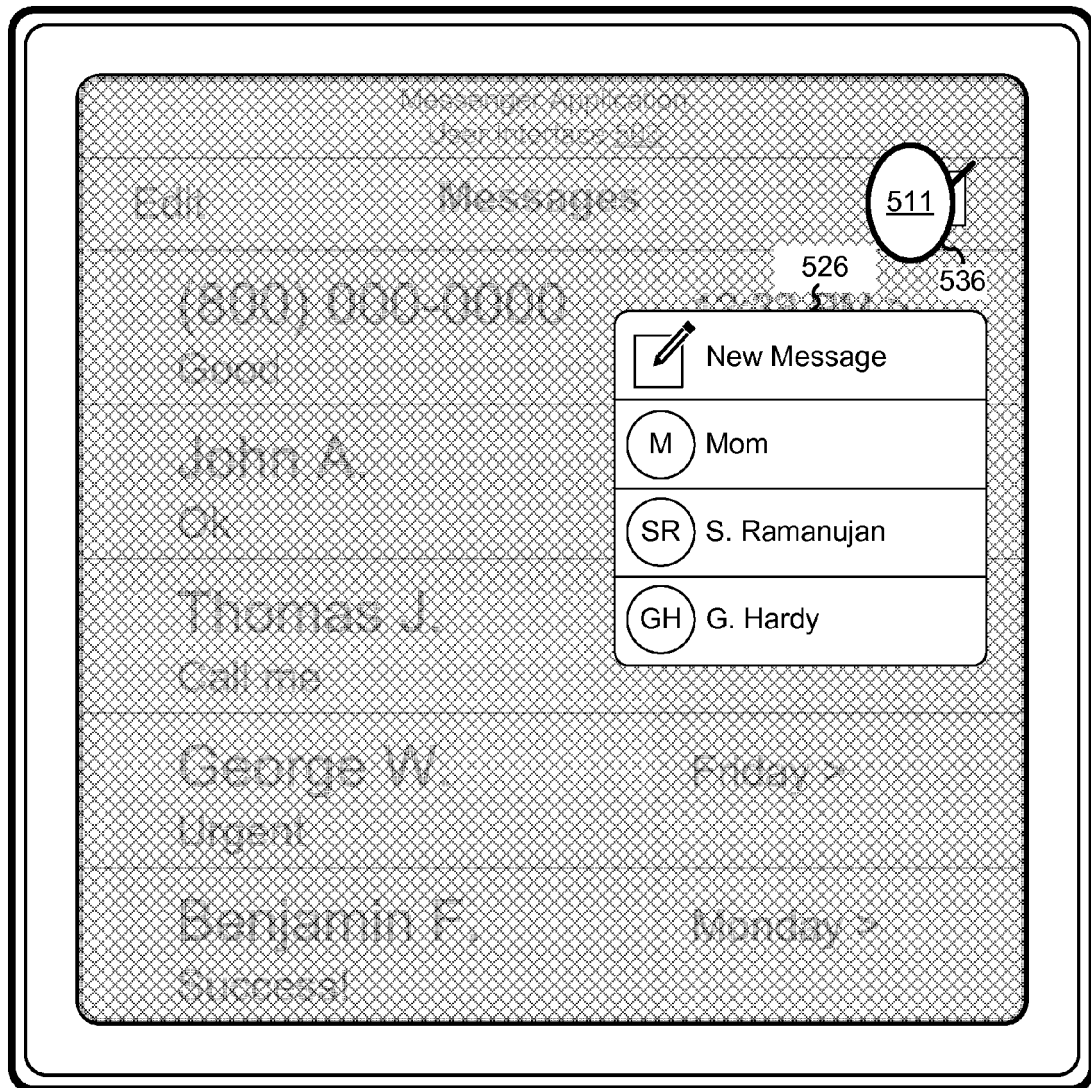 Messenger Application
User Interface
Edit
Messages
511
536
526
(800) 000-0000
Good
New Message
M Mom
John A.
Ok
SR S. Ramanujan
GH G. Hardy
Thomas J.
Call me
George W.
Friday >
Urgent
Benjamin F.
Monday >
Success!